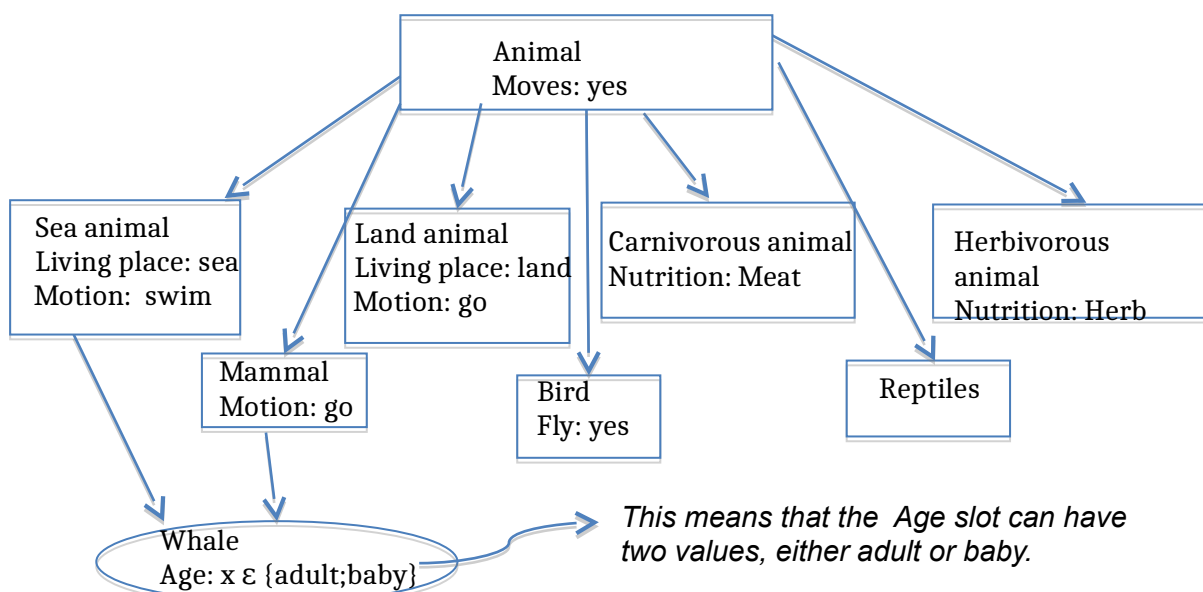 Animal
Moves: yes
Sea animal
Living place: sea
Motion:  swim
Land animal
Living place: land
Motion: go
Carnivorous animal
Nutrition: Meat
Herbivorous
animal
Nutrition: Herb
Mammal
Motion: go
Bird
Fly: yes
Reptiles
Whale
Age: x ε {adult;baby}
This means that the  Age slot can have
two values, either adult or baby.